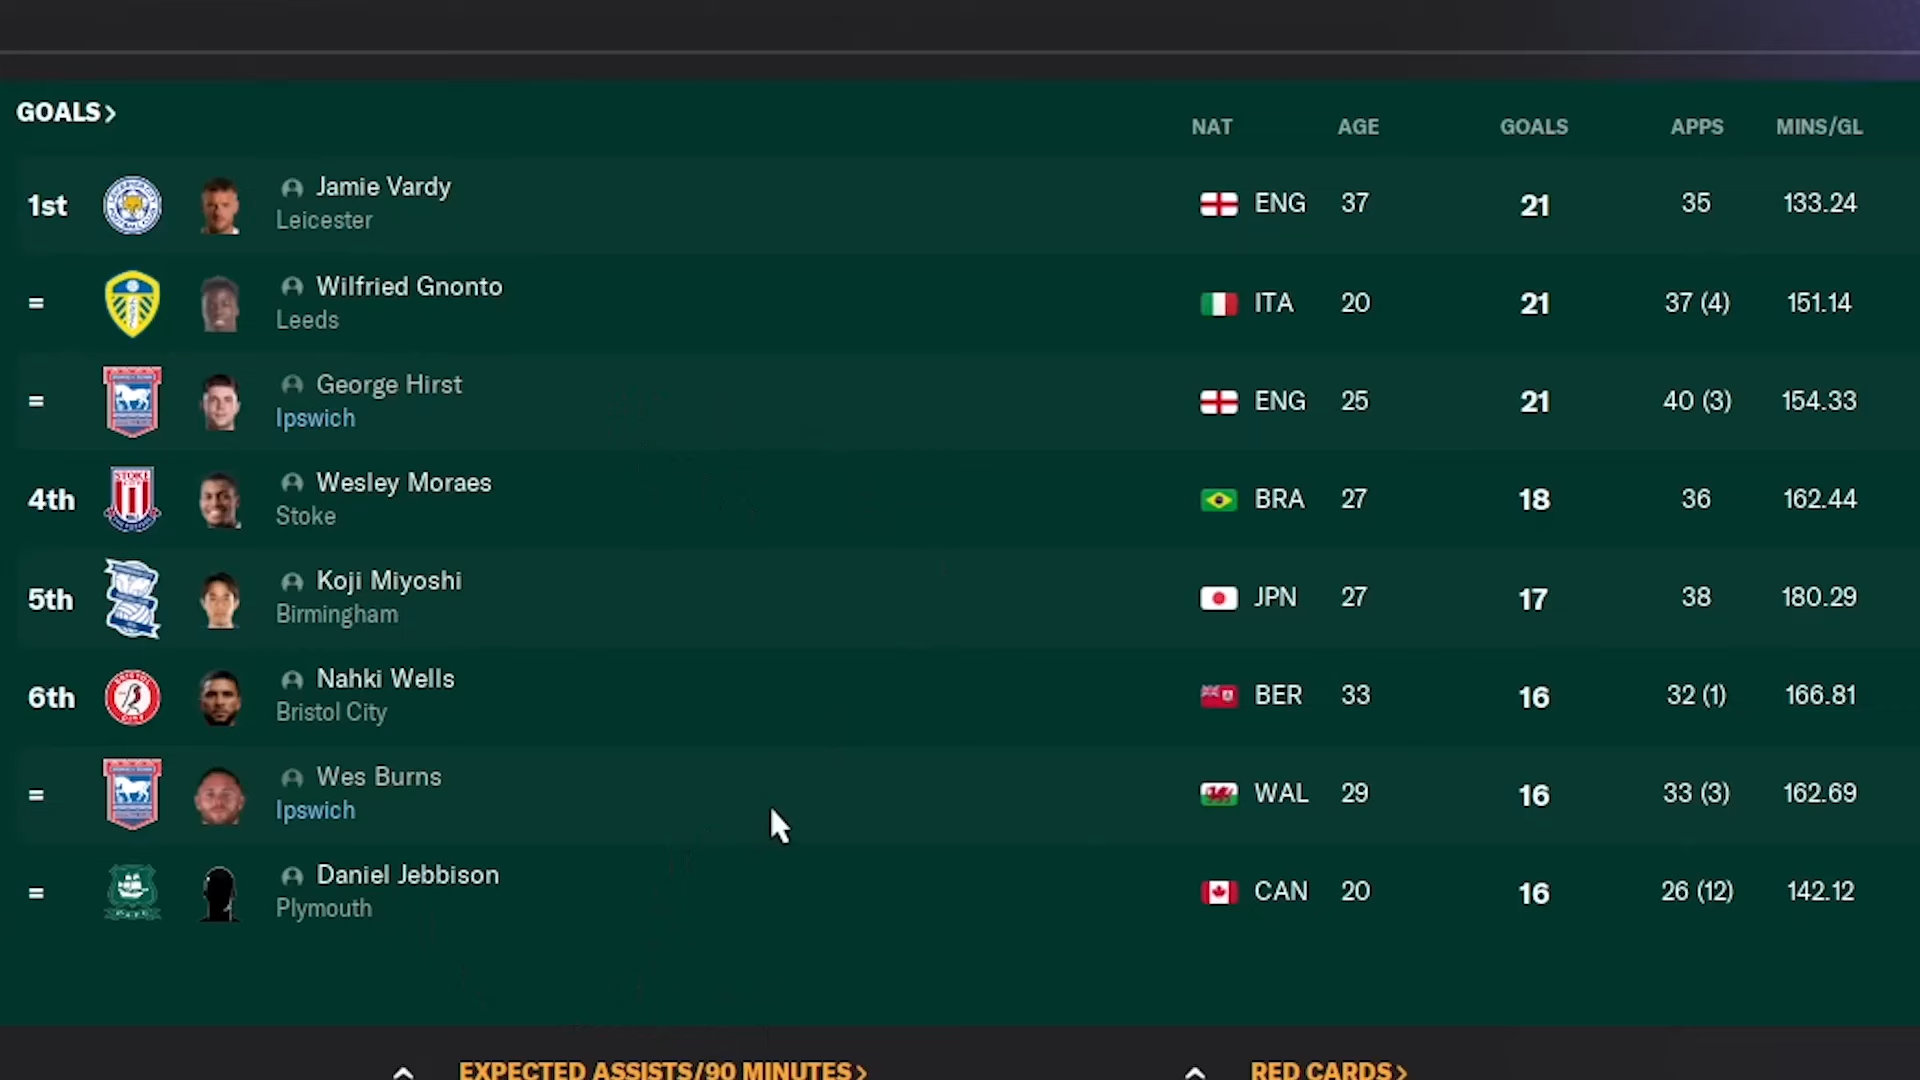 GOALS>
NAT AGE GOALS APPS MINS/GL
1st Jamie Vardy ENG 37 21 35 133.24
Leicester
= Wilfried Gnonto ITA 20 21 37 (4) 151.14
Leeds
= George Hirst ENG 25 21 40 (3) 154.33
Ipswich
4th Wesley Moraes BRA 27 18 36 162.44
Stoke
5th Koji Miyoshi JPN 27 17 38 180.29
Birmingham
6th Nahki Wells BER 33 16 32 (1) 166.81
Bristol City
= Wes Burns WAL 29 16 33 (3) 162.69
Ipswich
= Daniel Jebbison CAN 20 16 26 (12) 142.12
Plymouth
EXPECTED ASSISTS/90 MINUTES> RED CARDS>